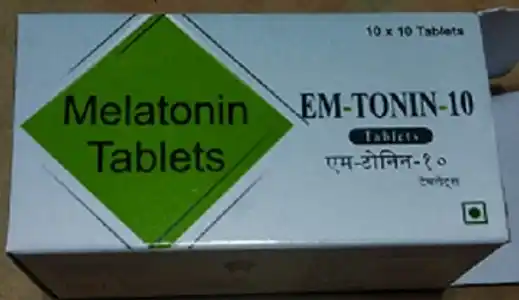 10 x 10 Tablets
Melatonin
Tablets
EM-TONIN-10
Tablets
एम-टोनिन-१०
टेबलेट्स